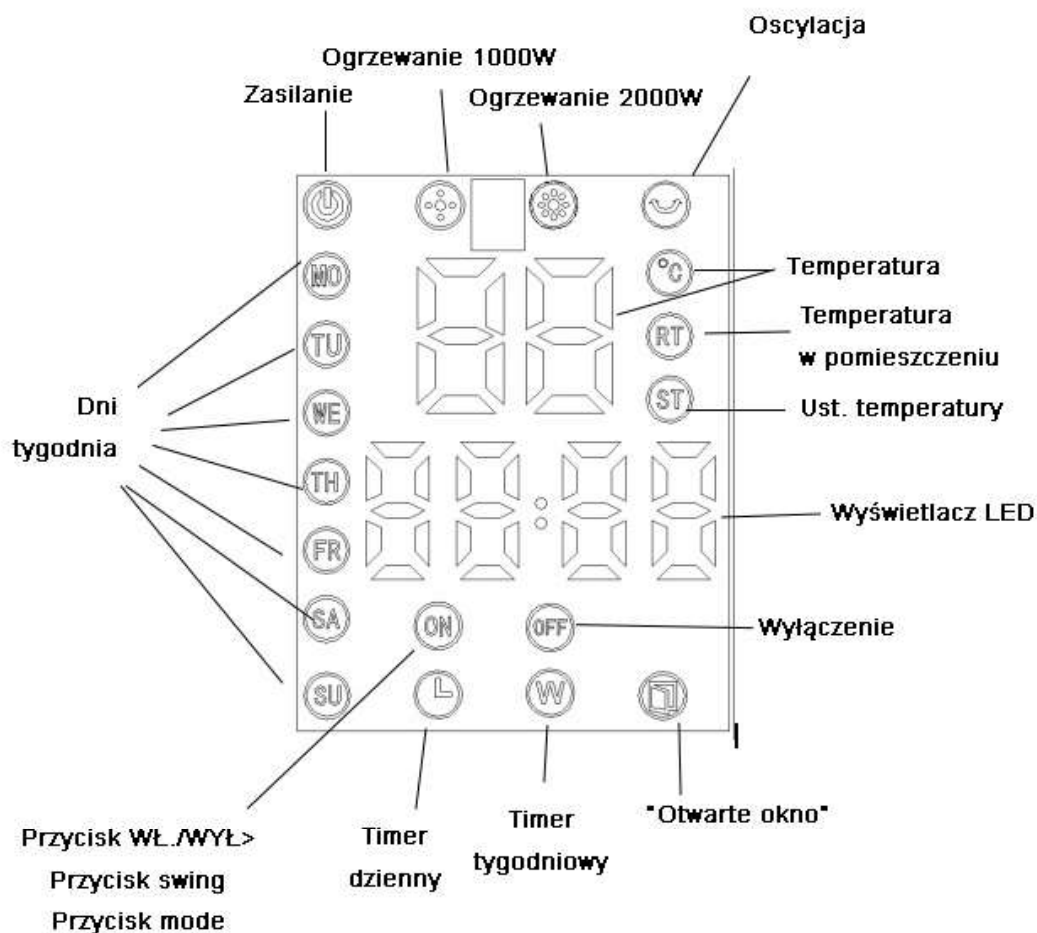 Oscylacja
Ogrzewanie 1000W
Zasilanie
Ogrzewanie 2000W
MO
°C
Temperatura
TU
RT
Temperatura
w pomieszczeniu
WE
ST
Ust. temperatury
Dni
tygodnia
TH
Wyświetlacz LED
FR
SA
ON
OFF
Wyłączenie
SU
W
"Otwarte okno"
Przycisk WŁ./WYŁ>
Przycisk swing
Przycisk mode
Timer
dzienny
Timer
tygodniowy